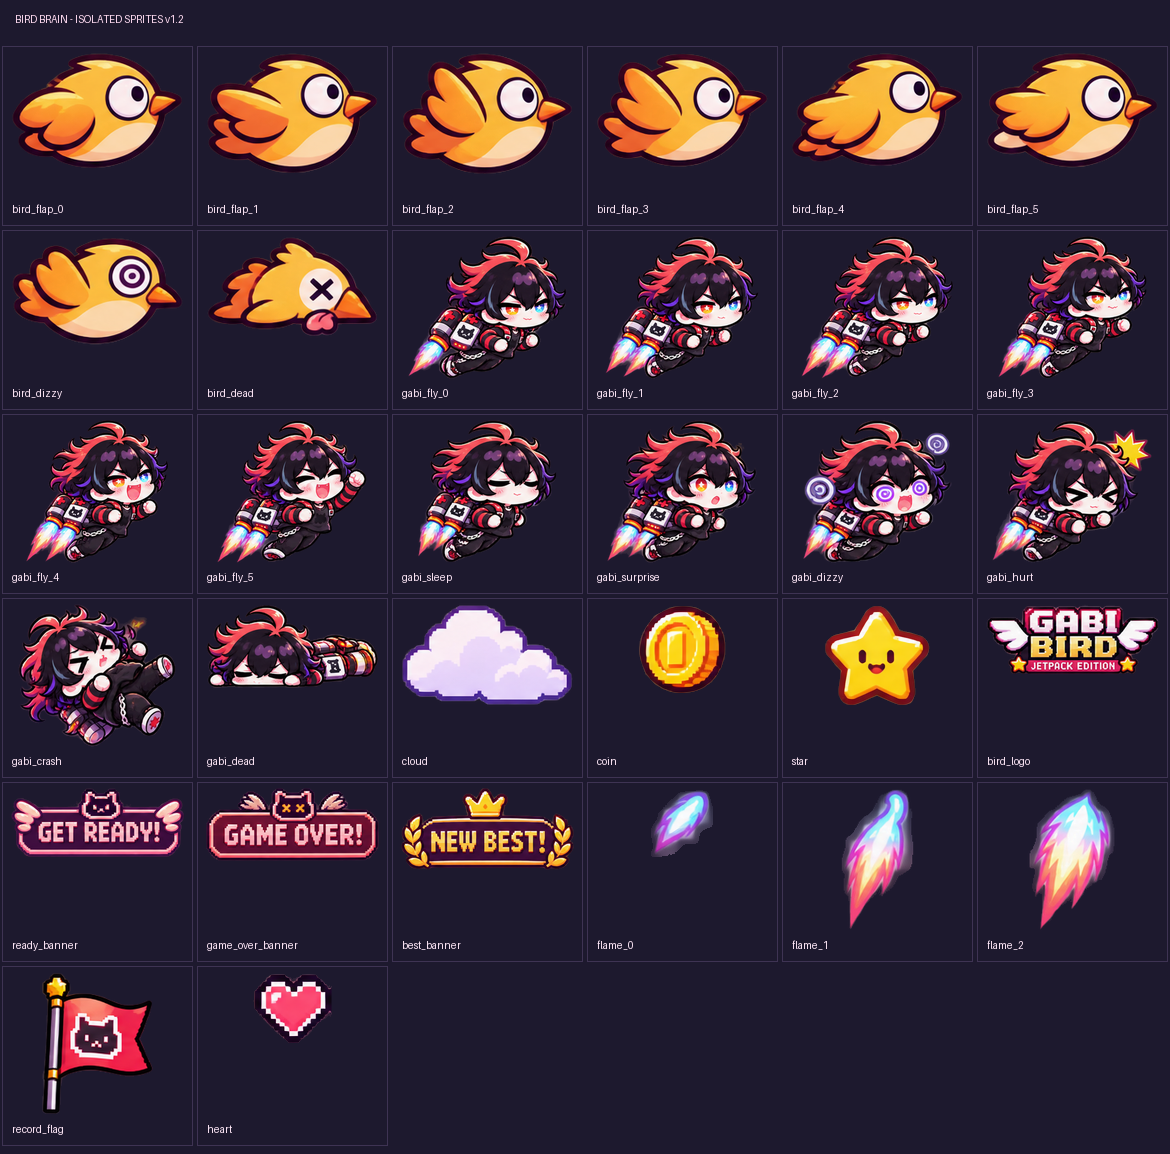 BIRD BRAIN - ISOLATED SPRITES v1.2
bird_flap_0
bird_flap_1
bird_flap_2
bird_flap_3
bird_flap_4
bird_flap_5
bird_dizzy
bird_dead
gabi_fly_0
gabi_fly_1
gabi_fly_2
gabi_fly_3
gabi_fly_4
gabi_fly_5
gabi_sleep
gabi_surprise
gabi_dizzy
gabi_hurt
gabi_crash
gabi_dead
cloud
coin
star
GABI
BIRD
JETPACK EDITION
bird_logo
GET READY!
ready_banner
GAME OVER!
game_over_banner
NEW BEST!
best_banner
flame_0
flame_1
flame_2
record_flag
heart